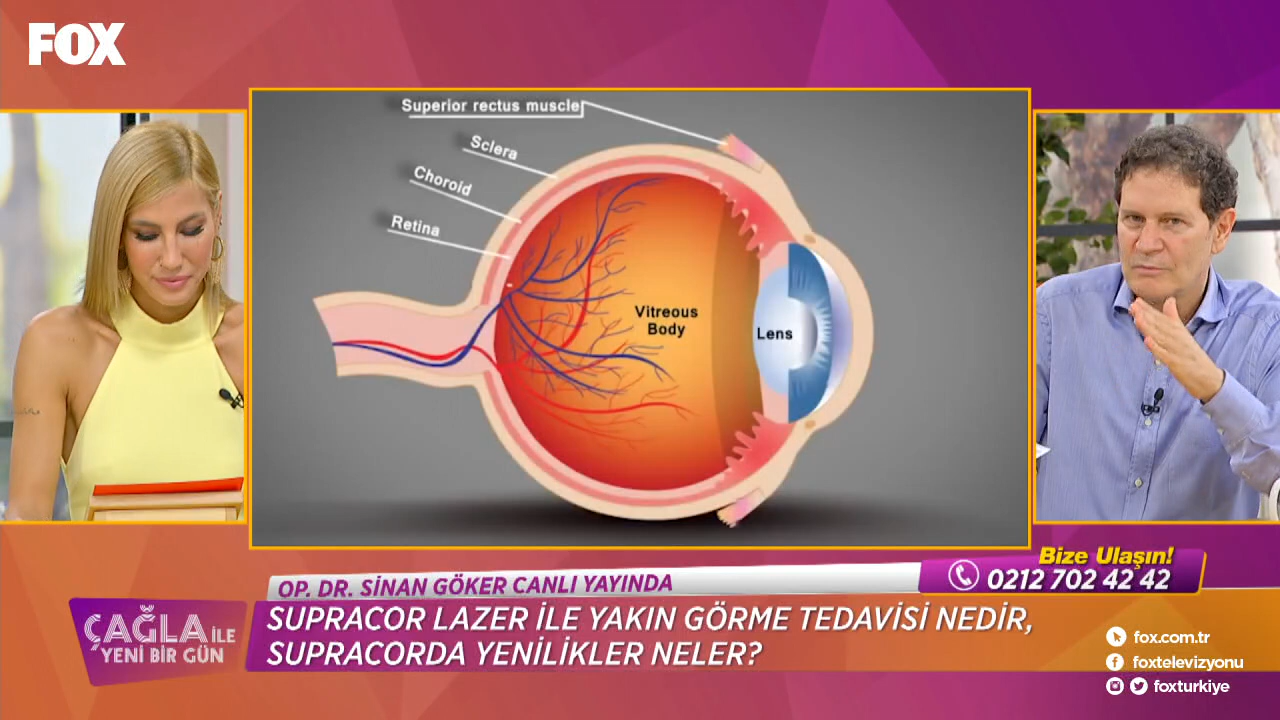 FOX
Superior rectus muscle
Sclera
Choroid
Retina
Vitreous
Body
Lens
Bize Ulaşın!
0212 702 42 42
OP. DR. SİNAN GÖKER CANLI YAYINDA
SUPRACOR LAZER İLE YAKIN GÖRME TEDAVİSİ NEDİR,
SUPRACORDA YENİLİKLER NELER?
ÇAĞLA İLE
YENİ BİR GÜN
fox.com.tr
foxtelevizyonu
foxturkiye